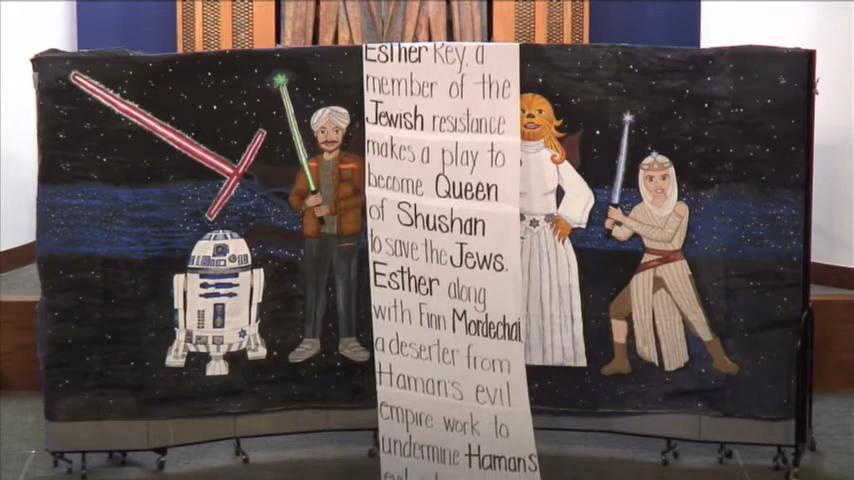 Esther Key, a
member of the
Jewish resistance
makes a play to
become Queen
of Shushan
to save the Jews.
Esther along
with Finn Mordechai
a deserter from
Haman's evil
empire work to
undermine Haman's